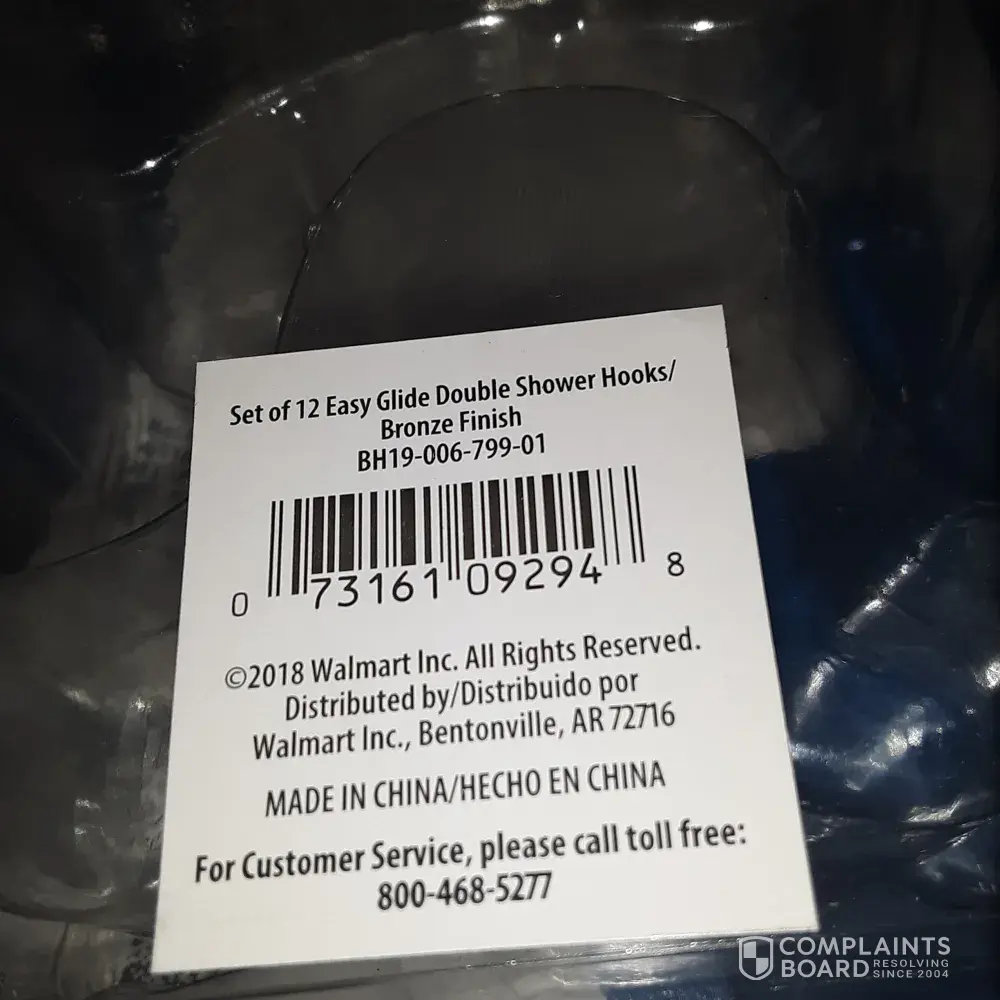 Set of 12 Easy Glide Double Shower Hooks/
Bronze Finish
BH19-006-799-01
0 73161 09294 8
©2018 Walmart Inc. All Rights Reserved.
Distributed by/Distribuido por
Walmart Inc., Bentonville, AR 72716
MADE IN CHINA/HECHO EN CHINA
For Customer Service, please call toll free:
800-468-5277
COMPLAINTS
BOARD RESOLVING
SINCE 2004